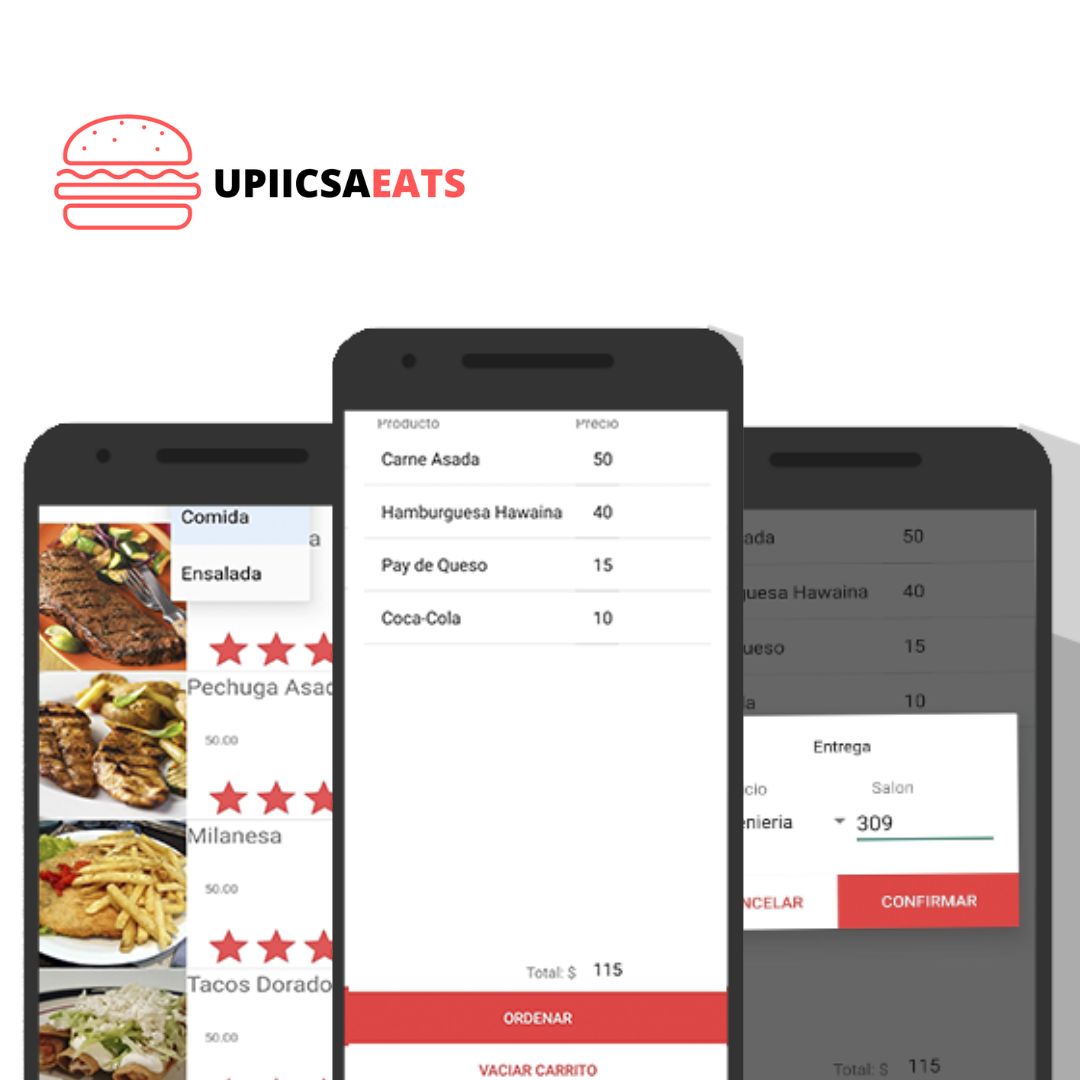 UPIICSAEATS
Comida
a
Ensalada
Pechuga Asad
50.00
Milanesa
50.00
Tacos Dorado
50.00
Producto Precio
Carne Asada 50
Hamburguesa Hawaina 40
Pay de Queso 15
Coca-Cola 10
Total: $ 115
ORDENAR
VACIAR CARRITO
ada 50
uesa Hawaina 40
ueso 15
la 10
Entrega
cio Salon
enieria 309
NCELAR CONFIRMAR
Total: $ 115